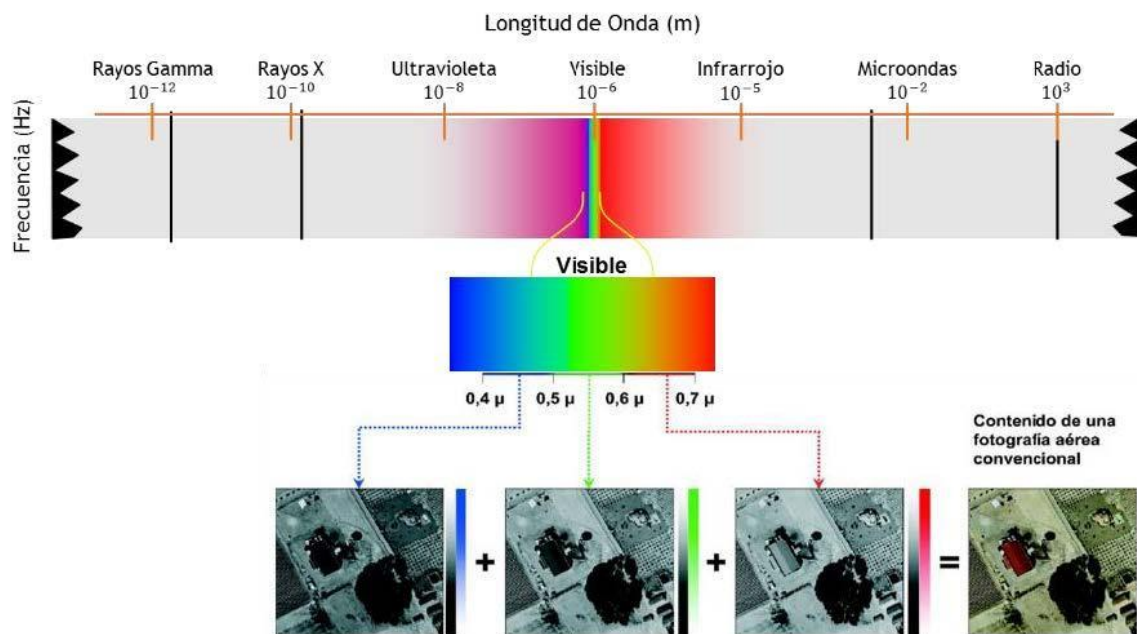 Longitud de Onda (m)
Rayos Gamma Rayos X Ultravioleta Visible Infrarrojo Microondas Radio
10⁻¹² 10⁻¹⁰ 10⁻⁸ 10⁻⁶ 10⁻⁵ 10⁻² 10³
Frecuencia (Hz)
Visible
0,4 µ 0,5 µ 0,6 µ 0,7 µ
Contenido de una
fotografía aérea
convencional
+ + =